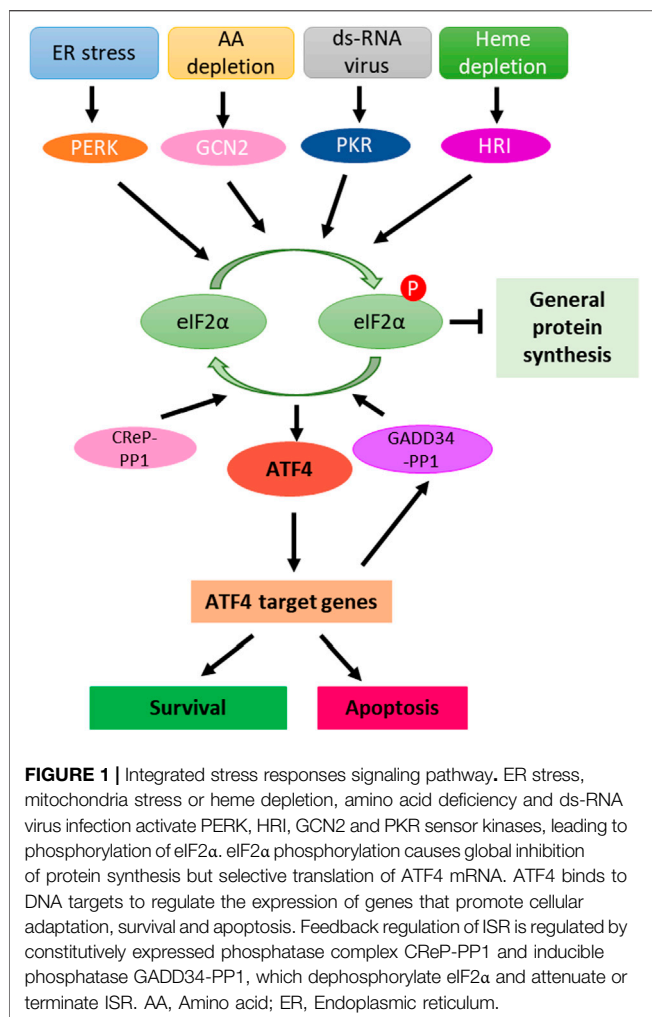 ER stress
AA
depletion
ds-RNA
virus
Heme
depletion
PERK
GCN2
PKR
HRI
eIF2α
eIF2α
P
General
protein
synthesis
CReP-
PP1
ATF4
GADD34
-PP1
ATF4 target genes
Survival
Apoptosis
FIGURE 1 | Integrated stress responses signaling pathway. ER stress,
mitochondria stress or heme depletion, amino acid deficiency and ds-RNA
virus infection activate PERK, HRI, GCN2 and PKR sensor kinases, leading to
phosphorylation of eIF2α. eIF2α phosphorylation causes global inhibition
of protein synthesis but selective translation of ATF4 mRNA. ATF4 binds to
DNA targets to regulate the expression of genes that promote cellular
adaptation, survival and apoptosis. Feedback regulation of ISR is regulated by
constitutively expressed phosphatase complex CReP-PP1 and inducible
phosphatase GADD34-PP1, which dephosphorylate eIF2α and attenuate or
terminate ISR. AA, Amino acid; ER, Endoplasmic reticulum.